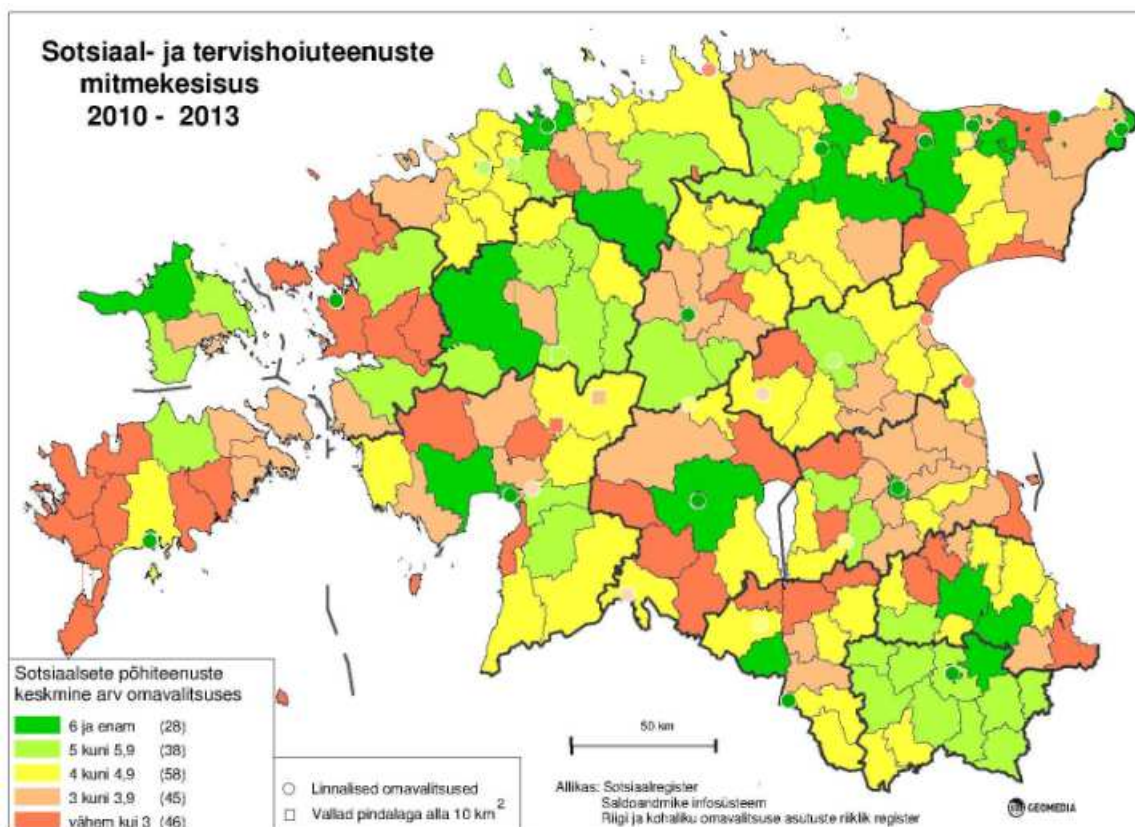 Sotsiaal- ja tervishoiuteenuste
mitmekesisus
2010 - 2013
Sotsiaalsete põhiteenuste
keskmine arv omavalitsuses
6 ja enam (28)
5 kuni 5,9 (38)
4 kuni 4,9 (58)
3 kuni 3,9 (45)
vähem kui 3 (46)
Linnalised omavalitsused
Vallad pindalaga alla 10 km²
50 km
Allikas: Sotsiaalregister
Saldoandmike infosüsteem
Riigi ja kohaliku omavalitsuse asutuste riiklik register
GEOMEDIA